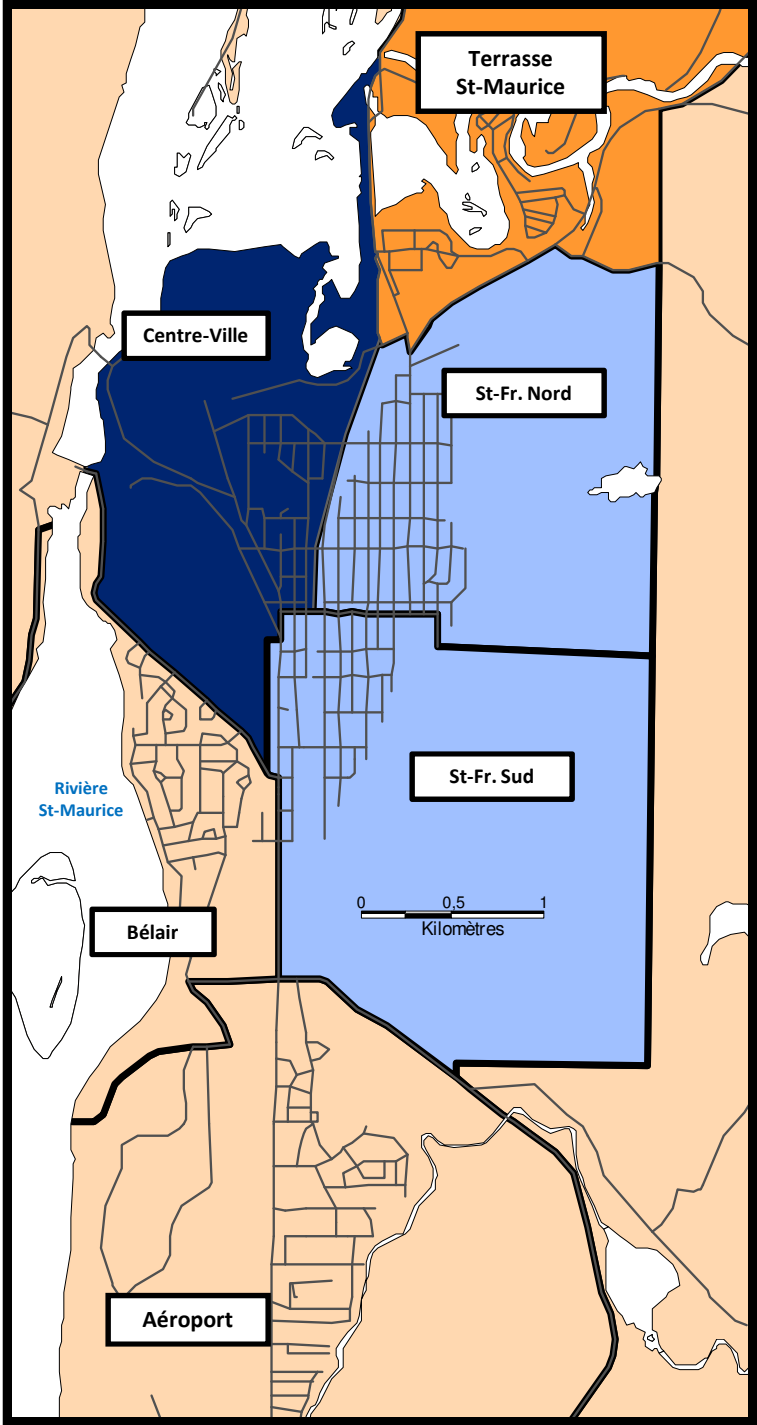 Terrasse
St-Maurice
Centre-Ville
St-Fr. Nord
St-Fr. Sud
Rivière
St-Maurice
0 0,5 1
Kilomètres
Bélair
Aéroport